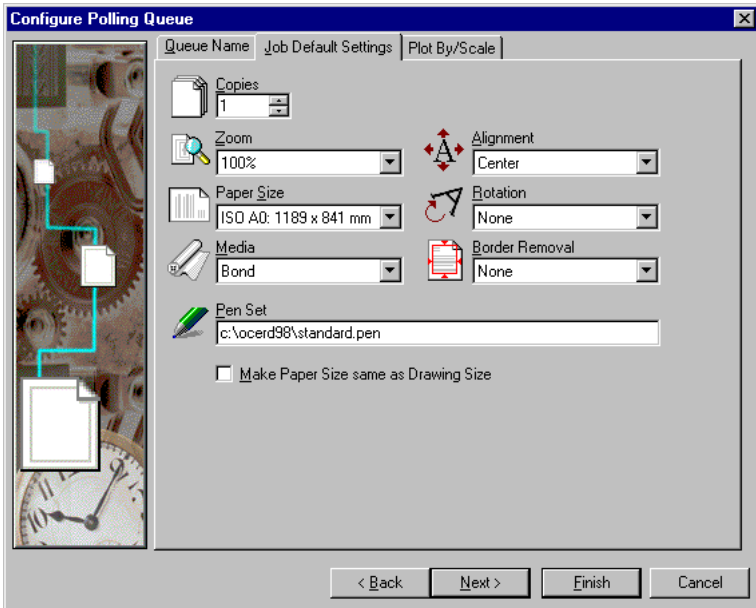 Configure Polling Queue
Queue Name
Job Default Settings
Plot By/Scale
Copies
1
Zoom
100%
Alignment
Center
Paper Size
ISO A0: 1189 x 841 mm
Rotation
None
Media
Bond
Border Removal
None
Pen Set
c:\ocerd98\standard.pen
Make Paper Size same as Drawing Size
< Back
Next >
Finish
Cancel